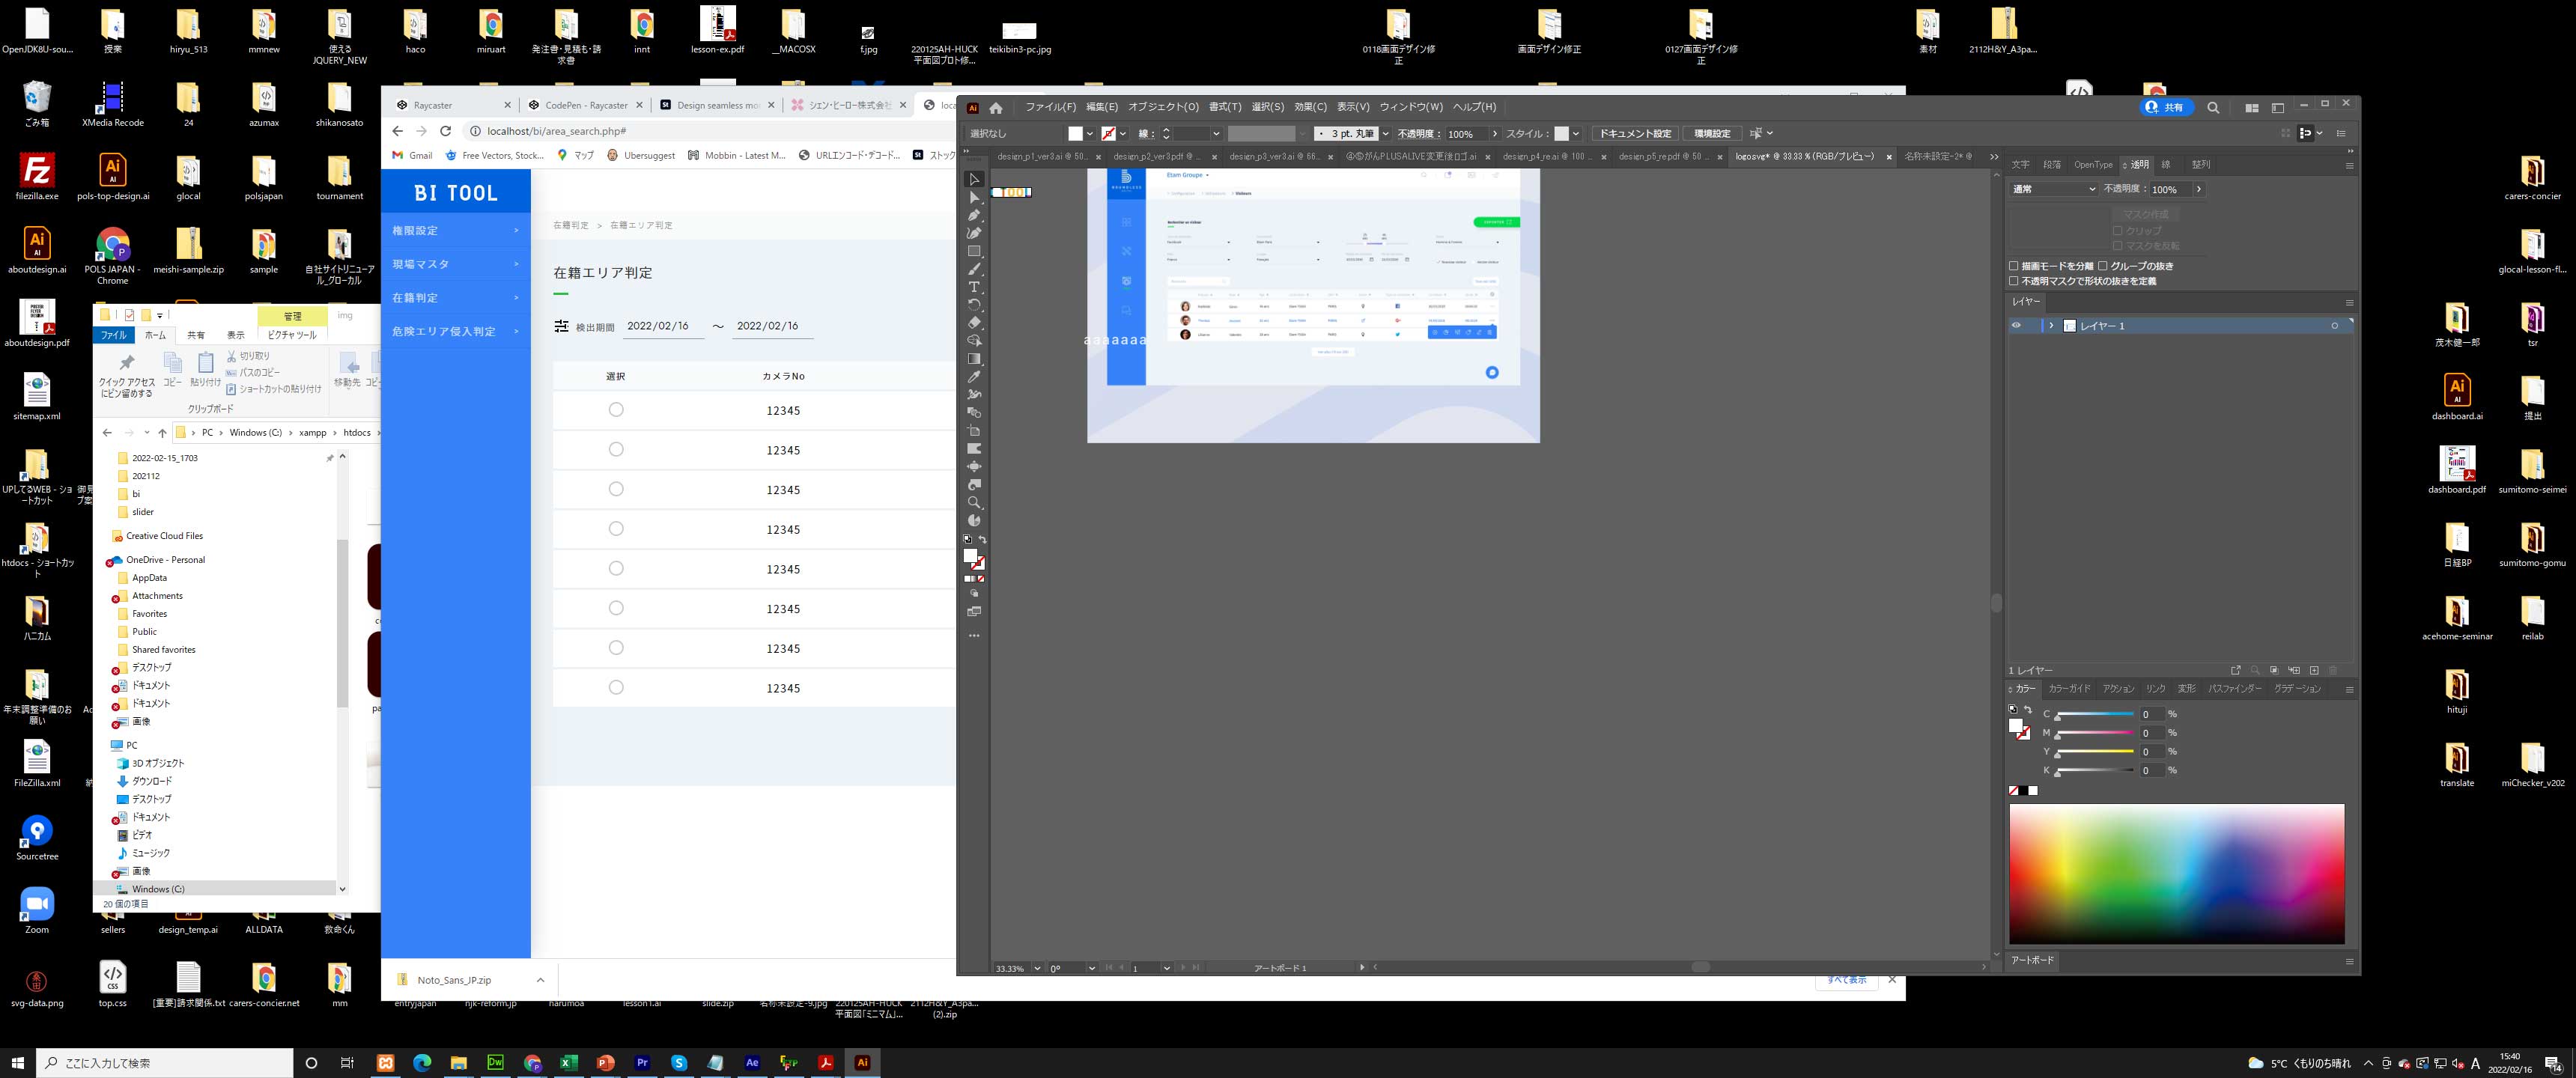 OpenJDK8U-sou...
授業
hiryu_513
mmnew
使える
JQUERY_NEW
haco
miruart
発注書・見積も・請
求書
innt
lesson-ex.pdf
__MACOSX
f.jpg
220125AH-HUCK
平面図プロト修...
teikibin3-pc.jpg
0118画面デザイン修
正
画面デザイン修正
0127画面デザイン修
正
素材
2112H&Y_A3pa...
ごみ箱
XMedia Recode
24
azumax
shikanosato
filezilla.exe
pols-top-design.ai
glocal
polsjapan
tournament
aboutdesign.ai
POLS JAPAN -
Chrome
meishi-sample.zip
sample
自社サイトリニュー
アル_グローカル
aboutdesign.pdf
sitemap.xml
UPしてるWEB - ショ
ートカット
htdocs - ショートカッ
ト
ハニカム
年末調整準備のお
願い
FileZilla.xml
Sourcetree
Zoom
sellers
design_temp.ai
ALLDATA
救命くん
svg-data.png
top.css
[重要]請求関係.txt
carers-concier.net
mm
entryjapan
njk-reform.jp
harumoa
lesson1.ai
slide.zip
名称未設定-9.jpg
220125AH-HUCK
平面図「ミニマム」...
2112H&Y_A3pa...
(2).zip
管理
img
ファイル
ホーム
共有
表示
ピクチャ ツール
クイック アクセス
にピン留めする
コピー
貼り付け
切り取り
パスのコピー
ショートカットの貼り付け
移動先
クリップボード
PC
Windows (C:)
xampp
htdocs
2022-02-15_1703
202112
bi
slider
Creative Cloud Files
OneDrive - Personal
AppData
Attachments
Favorites
Public
Shared favorites
デスクトップ
ドキュメント
ドキュメント
画像
PC
3D オブジェクト
ダウンロード
デスクトップ
ドキュメント
ビデオ
ミュージック
画像
Windows (C:)
20 個の項目
Raycaster
CodePen - Raycaster
Design seamless mo
シェン・ヒーロー株式会社
loca
localhost/bi/area_search.php#
Gmail
Free Vectors, Stock...
マップ
Ubersuggest
Mobbin - Latest M...
URLエンコード・デコード...
ストック
BI TOOL
権限設定 >
現場マスタ >
在籍判定 >
危険エリア侵入判定 >
在籍判定 > 在籍エリア判定
在籍エリア判定
検出期間 2022/02/16 ～ 2022/02/16
選択 カメラNo
12345
12345
12345
12345
12345
12345
12345
12345
Noto_Sans_JP.zip
すべて表示
ファイル(F) 編集(E) オブジェクト(O) 書式(T) 選択(S) 効果(C) 表示(V) ウィンドウ(W) ヘルプ(H)
共有
選択なし
線：
3 pt. 丸筆
不透明度： 100%
スタイル：
ドキュメント設定
環境設定
design_p1_ver3.ai @ 50...
design_p2_ver3.pdf @ ...
design_p3_ver3.ai @ 66...
design_p4_re.ai @ 100 ...
design_p5_re.pdf @ 50 ...
logosvg* @ 33.33 % (RGB/プレビュー)
名称未設定-2* @
Etam Groupe
aaaaaaa
33.33%
0°
1
アートボード 1
文字 段落 OpenType 透明 線 整列
通常
不透明度： 100%
マスク作成
クリップ
マスクを反転
描画モードを分離 グループの抜き
不透明マスクで形状の抜きを定義
レイヤー
レイヤー 1
1 レイヤー
カラー カラーガイド アクション リンク 変形 パスファインダー グラデーション
C 0 %
M 0 %
Y 0 %
K 0 %
アートボード
carers-concier
glocal-lesson-fl...
茂木健一郎
tsr
dashboard.ai
提出
dashboard.pdf
sumitomo-seimei
日経BP
sumitomo-gomu
acehome-seminar
reilab
hituji
translate
miChecker_v202
ここに入力して検索
5°C くもりのち晴れ
A
15:40
2022/02/16
14